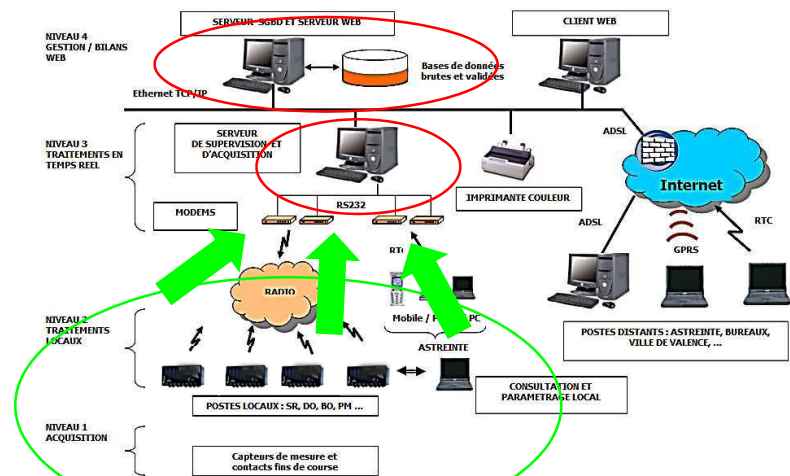 SERVEUR SGBD ET SERVEUR WEB
CLIENT WEB
NIVEAU 4
GESTION / BILANS
WEB
Bases de données
brutes et validées
Ethernet TCP/IP
NIVEAU 3
TRAITEMENTS EN
TEMPS REEL
SERVEUR
DE SUPERVISION ET
D'ACQUISITION
ADSL
Internet
RS232
IMPRIMANTE COULEUR
MODEMS
ADSL
GPRS
RTC
RTC
RADIO
NIVEAU 2
TRAITEMENTS
LOCAUX
Mobile / PC
ASTREINTE
POSTES DISTANTS : ASTREINTE, BUREAUX,
VILLE DE VALENCE, ...
CONSULTATION ET
PARAMETRAGE LOCAL
POSTES LOCAUX : SR, DO, BO, PM ...
NIVEAU 1
ACQUISITION
Capteurs de mesure et
contacts fins de course